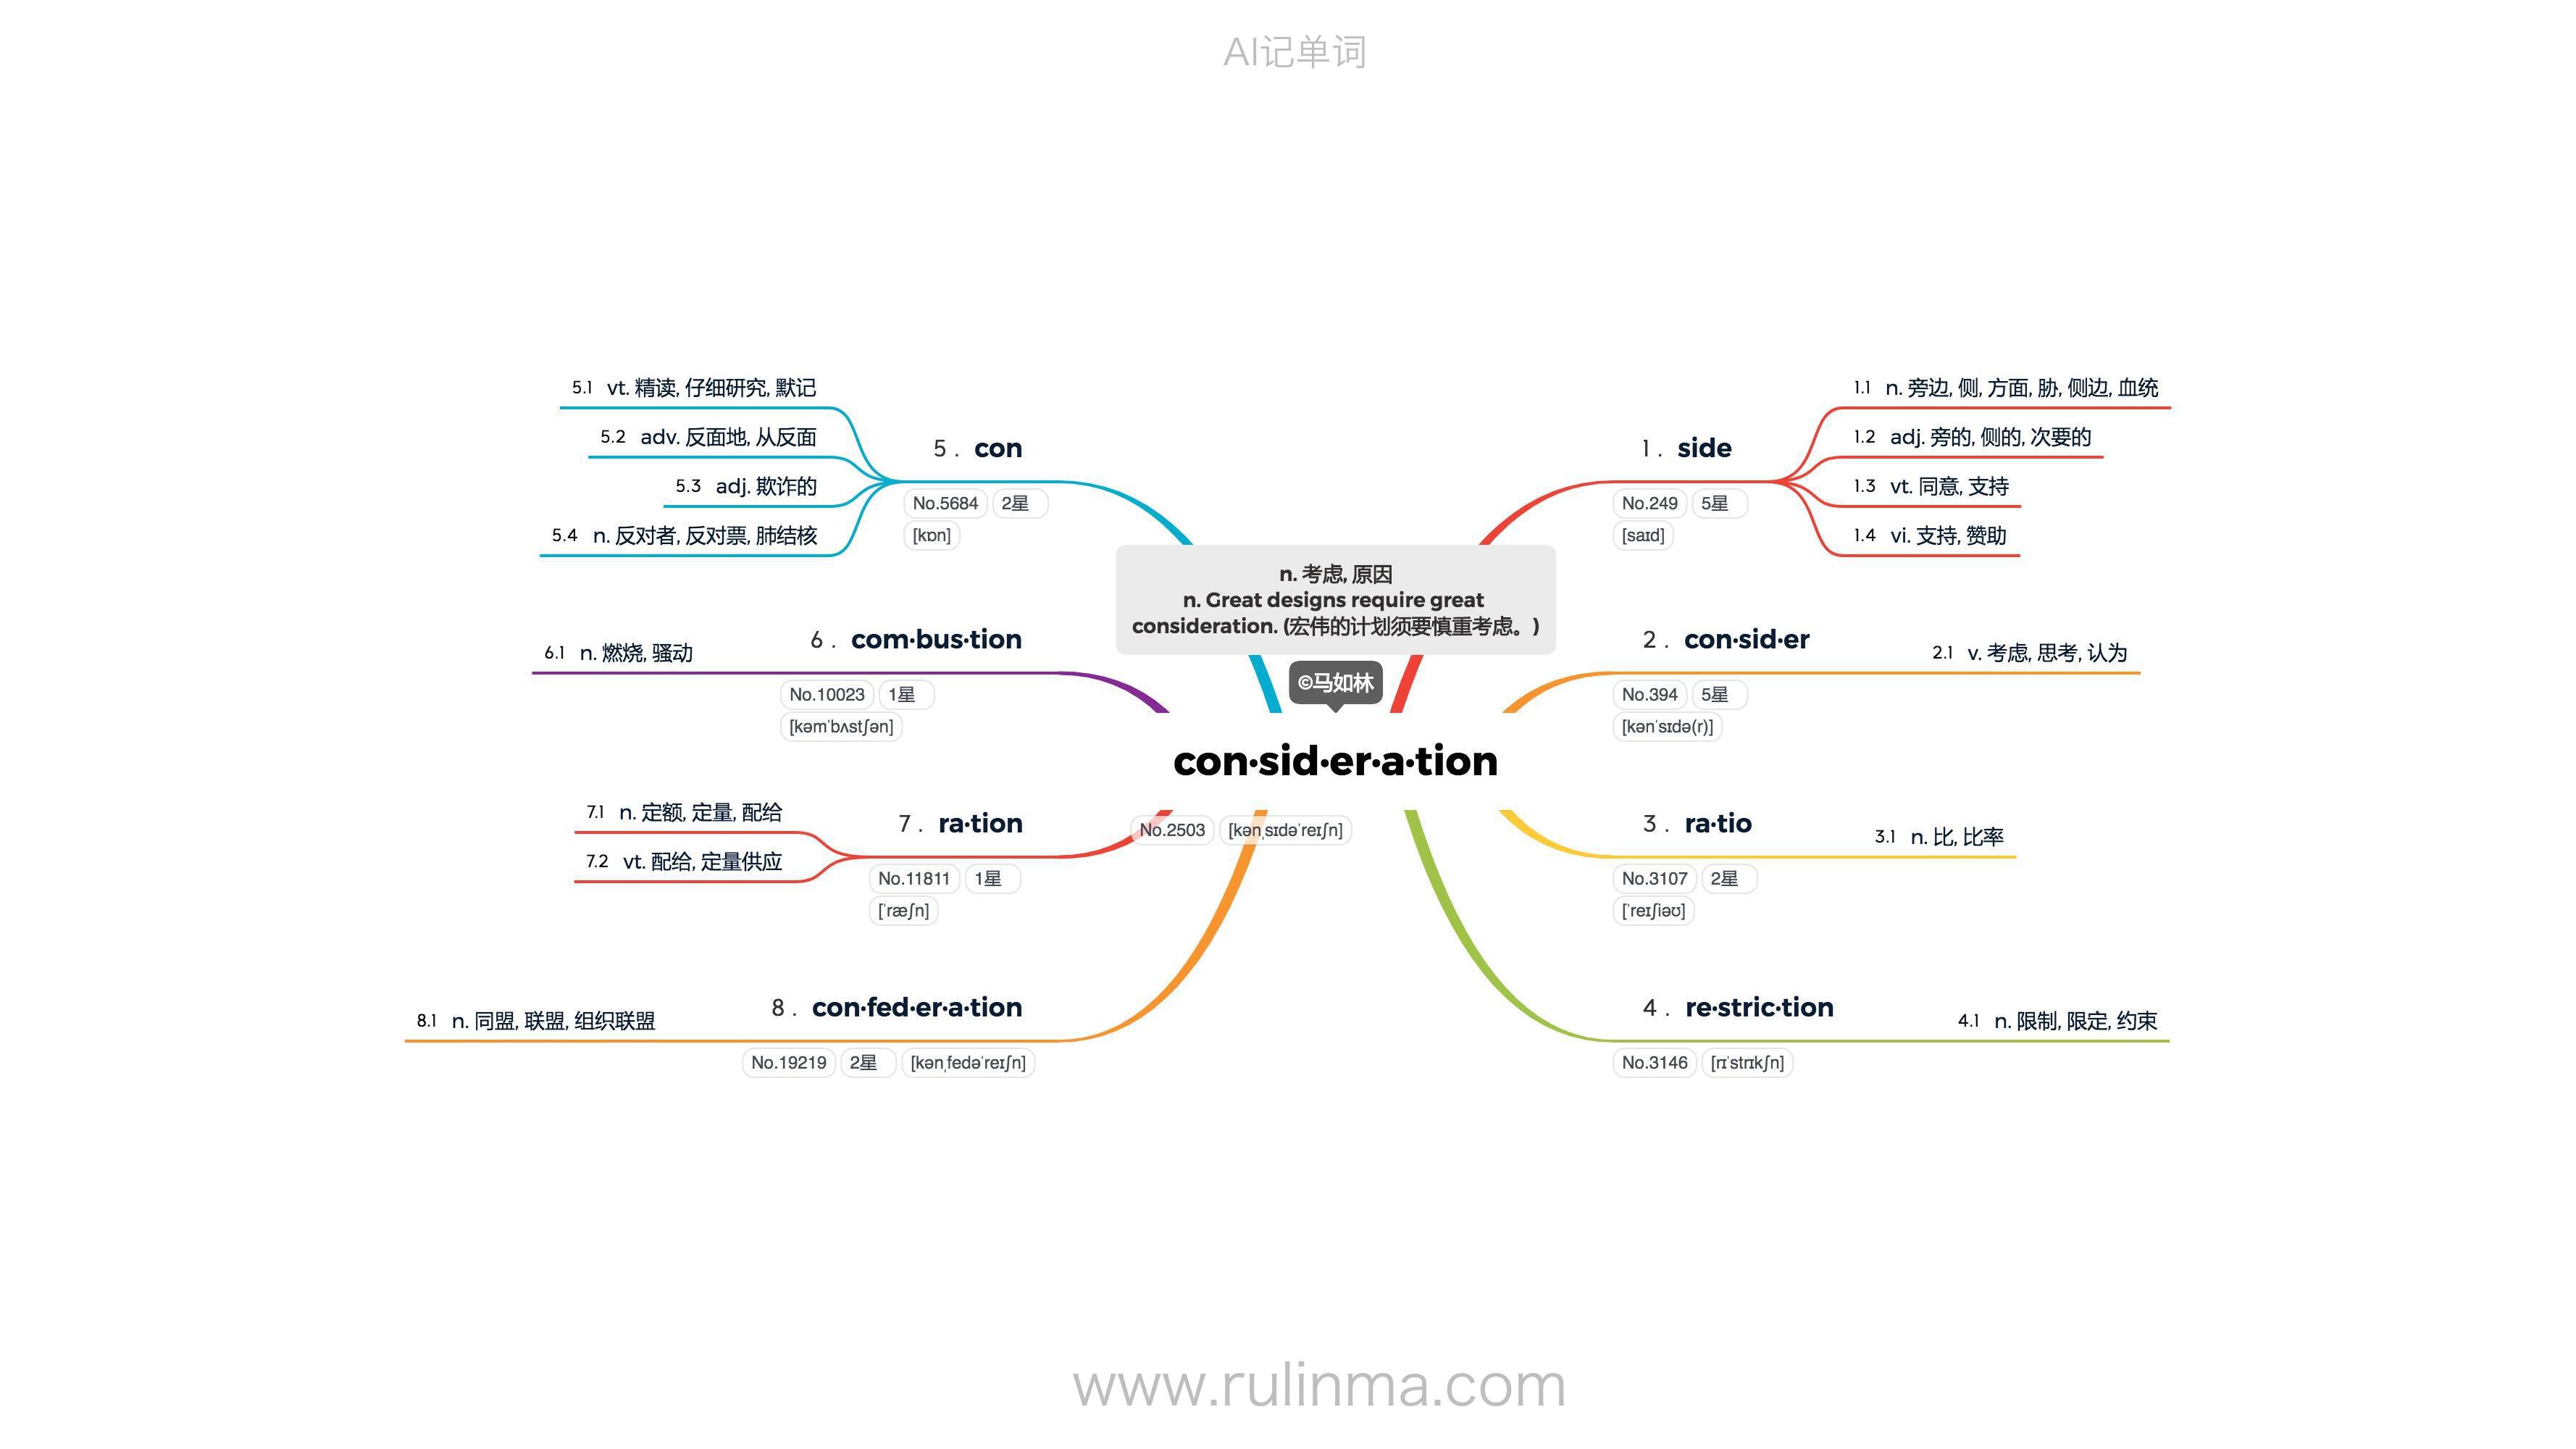 AI记单词
n. 考虑, 原因
n. Great designs require great
consideration. (宏伟的计划须要慎重考虑。)
©马如林
con·sid·er·a·tion
No.2503 [kənˌsɪdəˈreɪʃn]
1 . side
No.249 5星
[saɪd]
1.1 n. 旁边, 侧, 方面, 胁, 侧边, 血统
1.2 adj. 旁的, 侧的, 次要的
1.3 vt. 同意, 支持
1.4 vi. 支持, 赞助
2 . con·sid·er
No.394 5星
[kənˈsɪdə(r)]
2.1 v. 考虑, 思考, 认为
3 . ra·tio
No.3107 2星
[ˈreɪʃiəʊ]
3.1 n. 比, 比率
4 . re·stric·tion
No.3146 [rɪˈstrɪkʃn]
4.1 n. 限制, 限定, 约束
5 . con
No.5684 2星
[kɒn]
5.1 vt. 精读, 仔细研究, 默记
5.2 adv. 反面地, 从反面
5.3 adj. 欺诈的
5.4 n. 反对者, 反对票, 肺结核
6 . com·bus·tion
No.10023 1星
[kəmˈbʌstʃən]
6.1 n. 燃烧, 骚动
7 . ra·tion
No.11811 1星
[ˈræʃn]
7.1 n. 定额, 定量, 配给
7.2 vt. 配给, 定量供应
8 . con·fed·er·a·tion
No.19219 2星 [kənˌfedəˈreɪʃn]
8.1 n. 同盟, 联盟, 组织联盟
www.rulinma.com